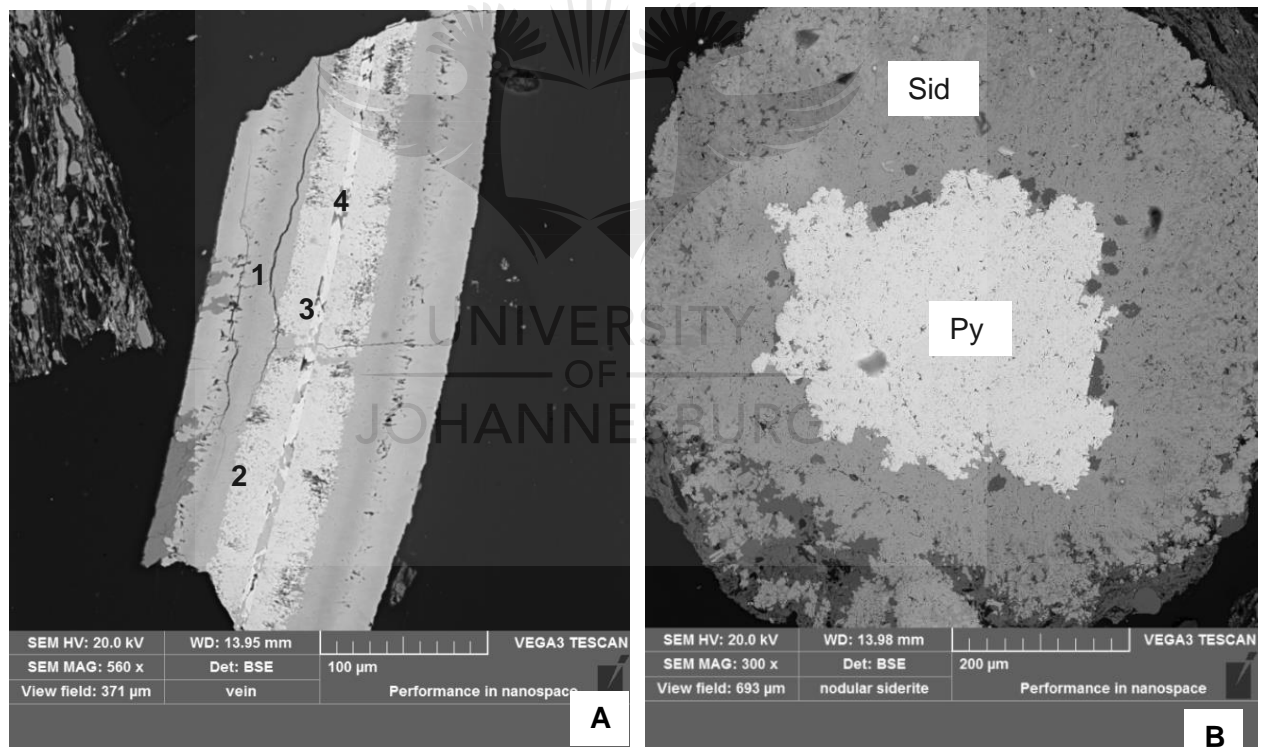 1
2
3
4
SEM HV: 20.0 kV WD: 13.95 mm VEGA3 TESCAN
SEM MAG: 560 x Det: BSE 100 µm
View field: 371 µm vein Performance in nanospace
A
Sid
Py
SEM HV: 20.0 kV WD: 13.98 mm VEGA3 TESCAN
SEM MAG: 300 x Det: BSE 200 µm
View field: 693 µm nodular siderite Performance in nanospace
B
UNIVERSITY
OF
JOHANNESBURG